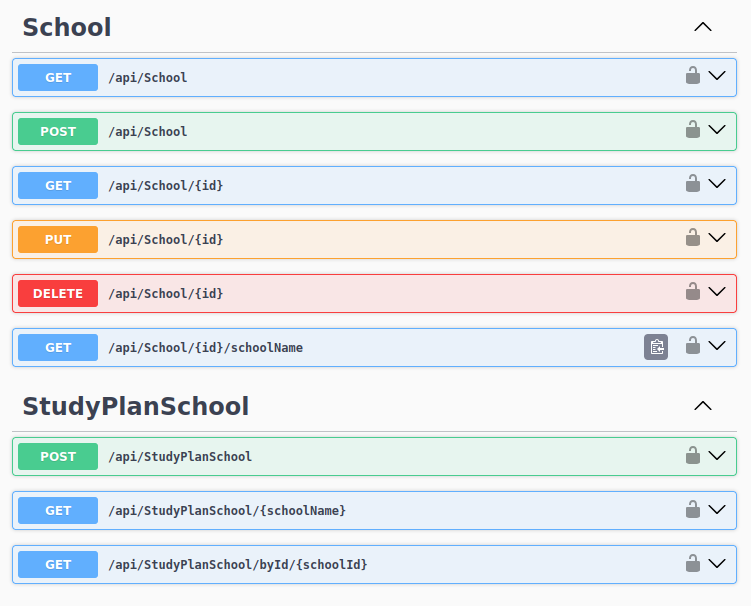 School
GET /api/School
POST /api/School
GET /api/School/{id}
PUT /api/School/{id}
DELETE /api/School/{id}
GET /api/School/{id}/schoolName
StudyPlanSchool
POST /api/StudyPlanSchool
GET /api/StudyPlanSchool/{schoolName}
GET /api/StudyPlanSchool/byId/{schoolId}